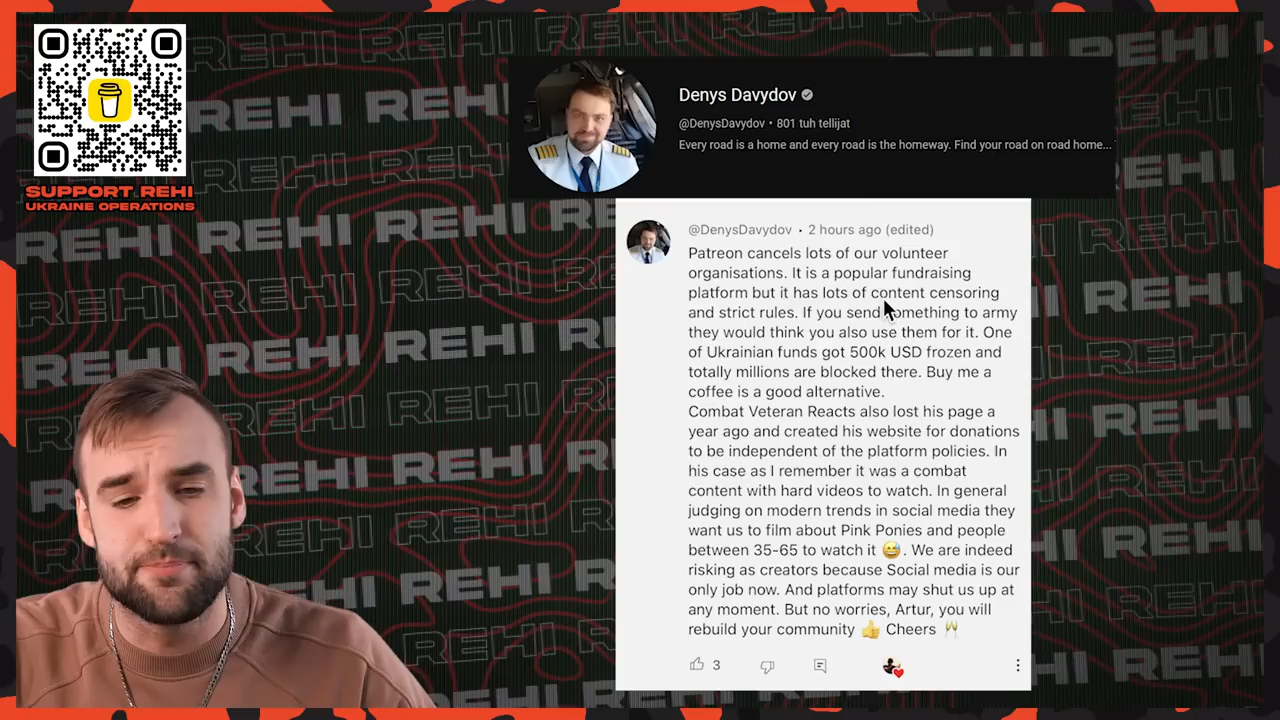 SUPPORT REHI
UKRAINE OPERATIONS
Denys Davydov
@DenysDavydov • 801 tuh tellijat
Every road is a home and every road is the homeway. Find your road on road home...
@DenysDavydov • 2 hours ago (edited)
Patreon cancels lots of our volunteer
organisations. It is a popular fundraising
platform but it has lots of content censoring
and strict rules. If you send something to army
they would think you also use them for it. One
of Ukrainian funds got 500k USD frozen and
totally millions are blocked there. Buy me a
coffee is a good alternative.
Combat Veteran Reacts also lost his page a
year ago and created his website for donations
to be independent of the platform policies. In
his case as I remember it was a combat
content with hard videos to watch. In general
judging on modern trends in social media they
want us to film about Pink Ponies and people
between 35-65 to watch it 😅. We are indeed
risking as creators because Social media is our
only job now. And platforms may shut us up at
any moment. But no worries, Artur, you will
rebuild your community 👍 Cheers 🥂
3
REHI REHI REHI